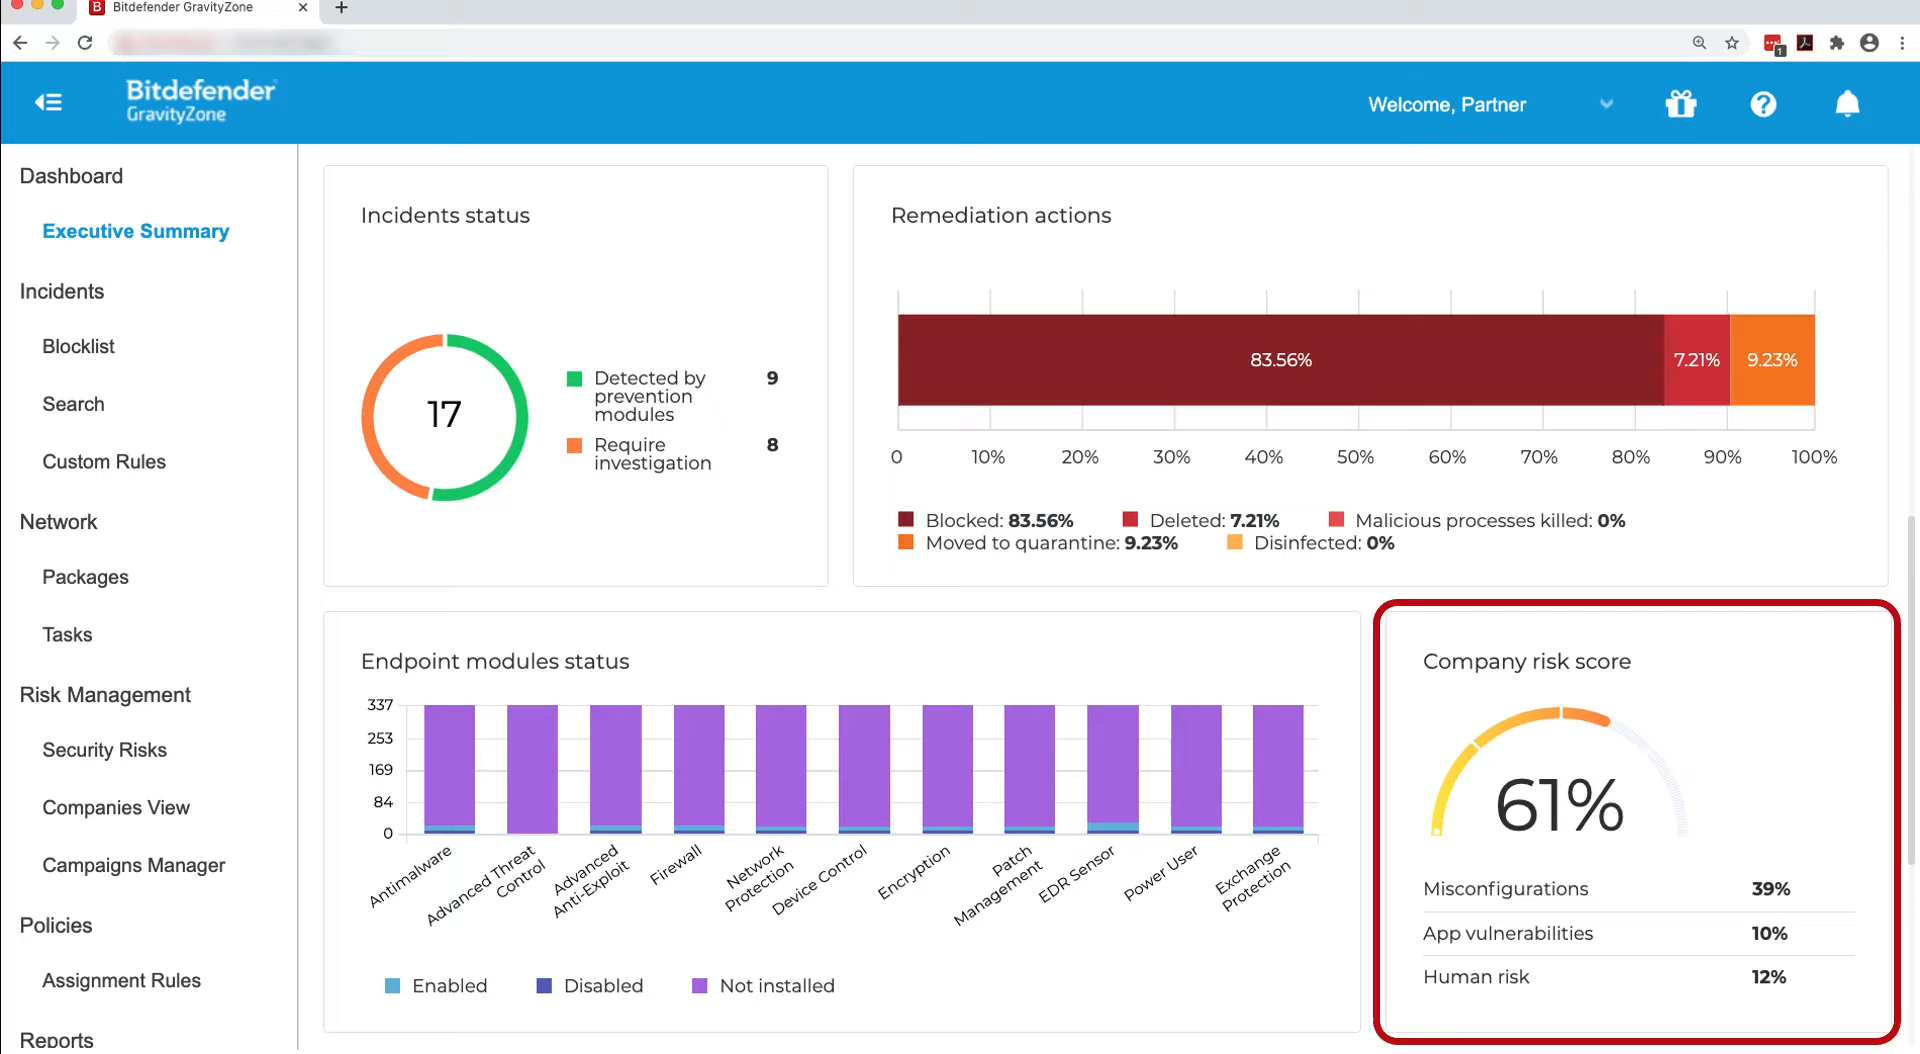 Bitdefender GravityZone
1
Bitdefender
GravityZone
Welcome, Partner
Dashboard
Executive Summary
Incidents
Blocklist
Search
Custom Rules
Network
Packages
Tasks
Risk Management
Security Risks
Companies View
Campaigns Manager
Policies
Assignment Rules
Reports
Incidents status
17
Detected by
prevention
modules
9
Require
investigation
8
Remediation actions
83.56%
7.21%
9.23%
0
10%
20%
30%
40%
50%
60%
70%
80%
90%
100%
Blocked: 83.56%
Deleted: 7.21%
Malicious processes killed: 0%
Moved to quarantine: 9.23%
Disinfected: 0%
Endpoint modules status
337
253
169
84
0
Antimalware
Advanced Threat
Control
Advanced
Anti-Exploit
Firewall
Network
Protection
Device Control
Encryption
Patch
Management
EDR Sensor
Power User
Exchange
Protection
Enabled
Disabled
Not installed
Company risk score
61%
Misconfigurations 39%
App vulnerabilities 10%
Human risk 12%